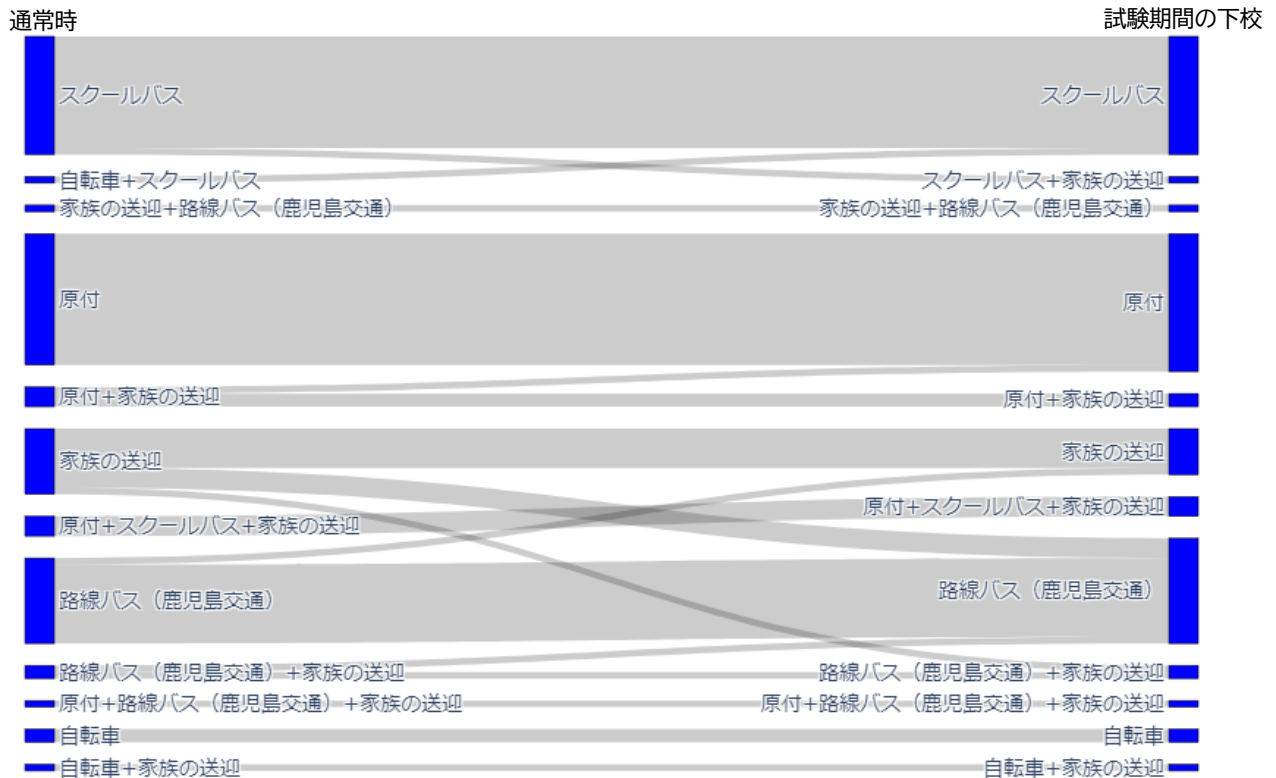 通常時
試験期間の下校
スクールバス
スクールバス
自転車+スクールバス
スクールバス+家族の送迎
家族の送迎+路線バス（鹿児島交通）
家族の送迎+路線バス（鹿児島交通）
原付
原付
原付+家族の送迎
原付+家族の送迎
家族の送迎
家族の送迎
原付+スクールバス+家族の送迎
原付+スクールバス+家族の送迎
路線バス（鹿児島交通）
路線バス（鹿児島交通）
路線バス（鹿児島交通）+家族の送迎
路線バス（鹿児島交通）+家族の送迎
原付+路線バス（鹿児島交通）+家族の送迎
原付+路線バス（鹿児島交通）+家族の送迎
自転車
自転車
自転車+家族の送迎
自転車+家族の送迎